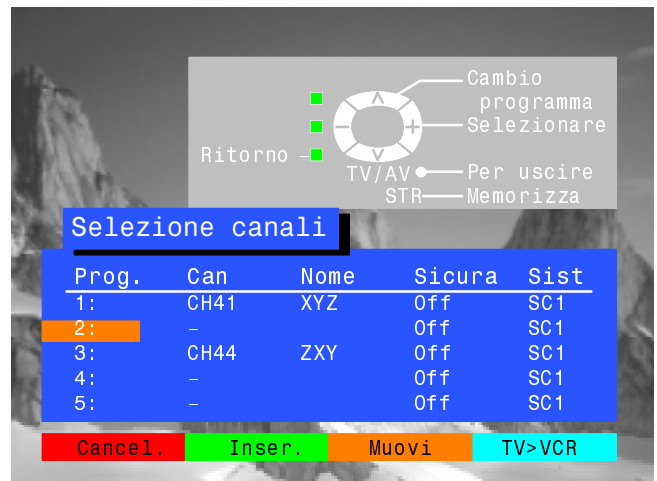 Cambio
programma
Selezionare
Ritorno
TV/AV Per uscire
STR Memorizza
Selezione canali
Prog. Can Nome Sicura Sist
1: CH41 XYZ Off SC1
2: – Off SC1
3: CH44 ZXY Off SC1
4: – Off SC1
5: – Off SC1
Cancel. Inser. Muovi TV>VCR